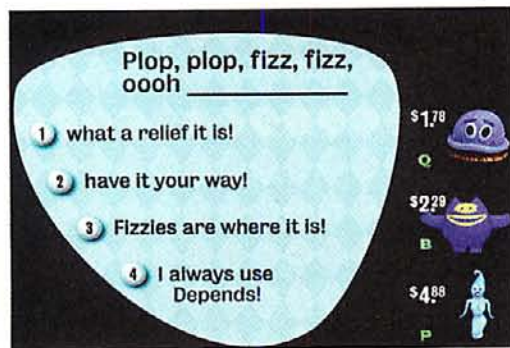 Plop, plop, fizz, fizz,
oooh ____________
1 what a relief it is!
2 have it your way!
3 Fizzies are where it is!
4 I always use
Depends!
$1.78
Q
$2.29
B
$4.88
P